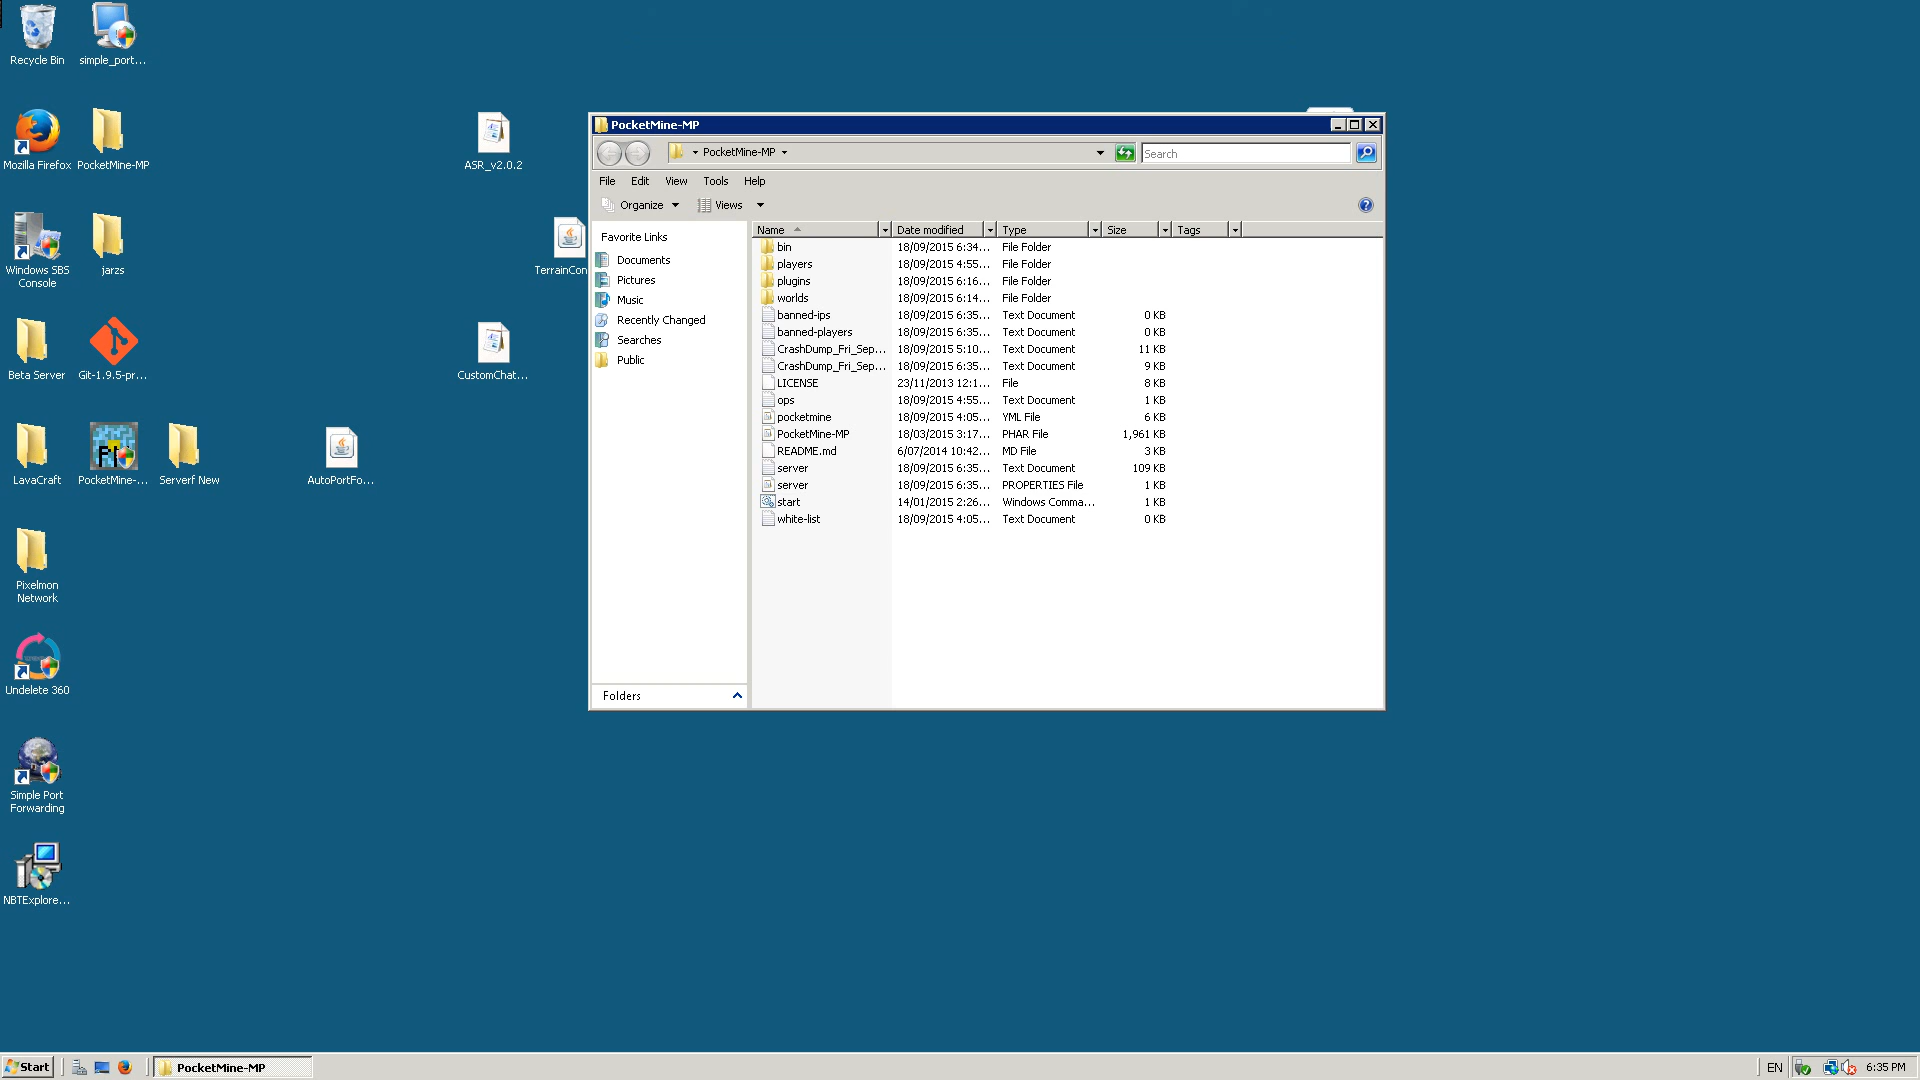 Recycle Bin
simple_port...
Mozilla Firefox
PocketMine-MP
Windows SBS
Console
jarzs
Beta Server
Git-1.9.5-pr...
LavaCraft
PocketMine-...
Serverf New
Pixelmon
Network
Undelete 360
Simple Port
Forwarding
NBTExplore...
ASR_v2.0.2
TerrainCon
CustomChat...
AutoPortFo...
PocketMine-MP
PocketMine-MP
Search
File Edit View Tools Help
Organize Views
Favorite Links
Documents
Pictures
Music
Recently Changed
Searches
Public
Folders
Name Date modified Type Size Tags
bin 18/09/2015 6:34... File Folder
players 18/09/2015 4:55... File Folder
plugins 18/09/2015 6:16... File Folder
worlds 18/09/2015 6:14... File Folder
banned-ips 18/09/2015 6:35... Text Document 0 KB
banned-players 18/09/2015 6:35... Text Document 0 KB
CrashDump_Fri_Sep... 18/09/2015 5:10... Text Document 11 KB
CrashDump_Fri_Sep... 18/09/2015 6:35... Text Document 9 KB
LICENSE 23/11/2013 12:1... File 8 KB
ops 18/09/2015 4:55... Text Document 1 KB
pocketmine 18/09/2015 4:05... YML File 6 KB
PocketMine-MP 18/03/2015 3:17... PHAR File 1,961 KB
README.md 6/07/2014 10:42... MD File 3 KB
server 18/09/2015 6:35... Text Document 109 KB
server 18/09/2015 6:35... PROPERTIES File 1 KB
start 14/01/2015 2:26... Windows Comma... 1 KB
white-list 18/09/2015 4:05... Text Document 0 KB
Start
PocketMine-MP
EN
6:35 PM